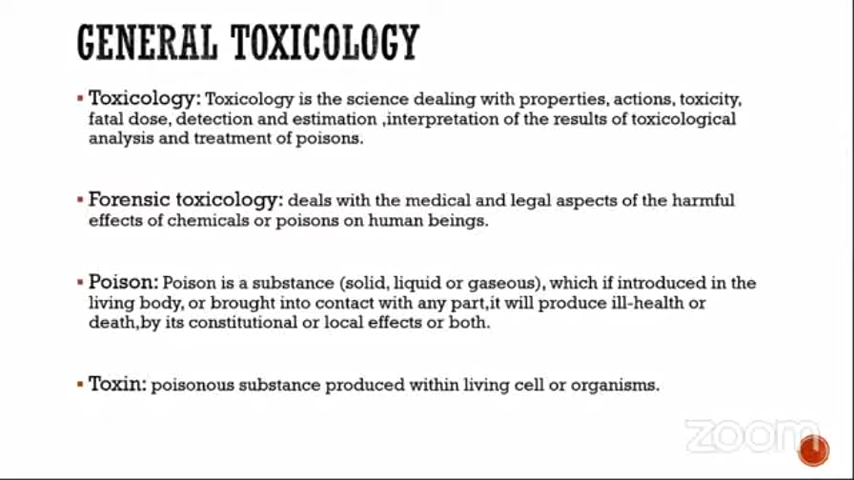 GENERAL TOXICOLOGY
▪ Toxicology: Toxicology is the science dealing with properties, actions, toxicity,
fatal dose, detection and estimation ,interpretation of the results of toxicological
analysis and treatment of poisons.
▪ Forensic toxicology: deals with the medical and legal aspects of the harmful
effects of chemicals or poisons on human beings.
▪ Poison: Poison is a substance (solid, liquid or gaseous), which if introduced in the
living body, or brought into contact with any part,it will produce ill-health or
death,by its constitutional or local effects or both.
▪ Toxin: poisonous substance produced within living cell or organisms.
zoom